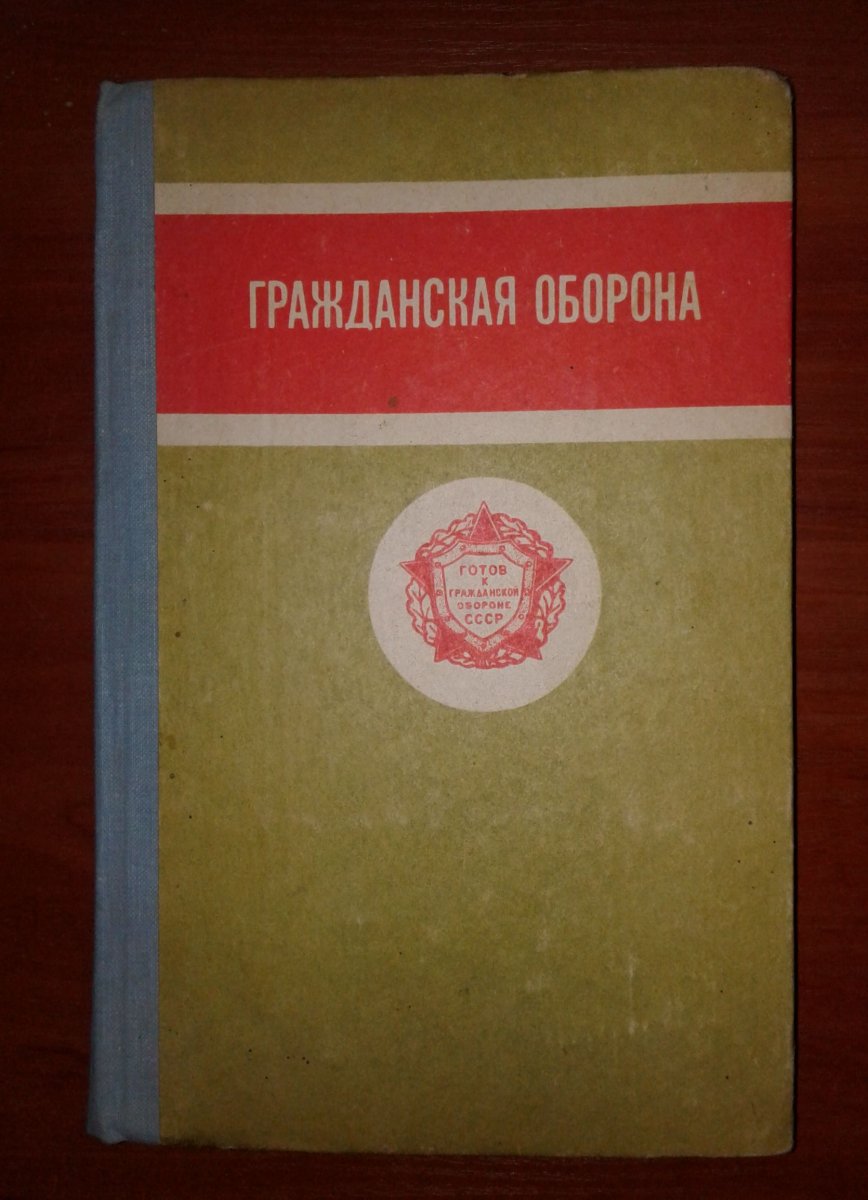 ГРАЖДАНСКАЯ ОБОРОНА
ГОТОВ
К
ГРАЖДАНСКОЙ
ОБОРОНЕ
СССР